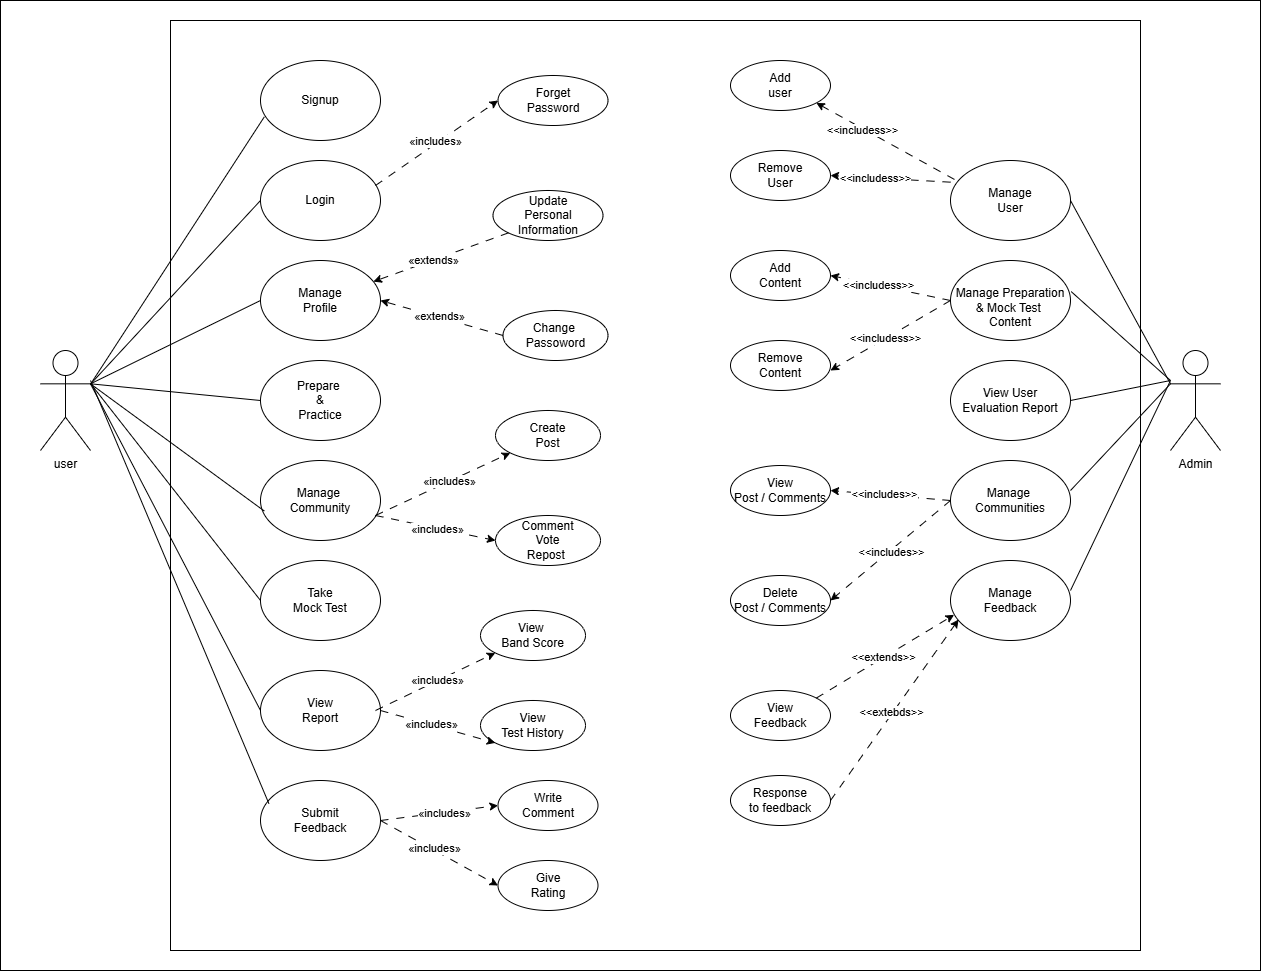 Signup
Forget
Password
«includes»
Login
Update
Personal
Information
«extends»
Manage
Profile
«extends»
Change
Passoword
user
Prepare
&
Practice
Create
Post
«includes»
Manage
Community
«includes»
Comment
Vote
Repost
Take
Mock Test
View
Band Score
«includes»
View
Report
«includes»
View
Test History
Submit
Feedback
«includes»
Write
Comment
«includes»
Give
Rating
Add
user
<<includess>>
Remove
User
<<includess>>
Manage
User
Add
Content
<<includess>>
Manage Preparation
& Mock Test
Content
<<includess>>
Remove
Content
View User
Evaluation Report
Admin
View
Post / Comments
<<includes>>
Manage
Communities
<<includes>>
Delete
Post / Comments
Manage
Feedback
<<extends>>
View
Feedback
<<extebds>>
Response
to feedback